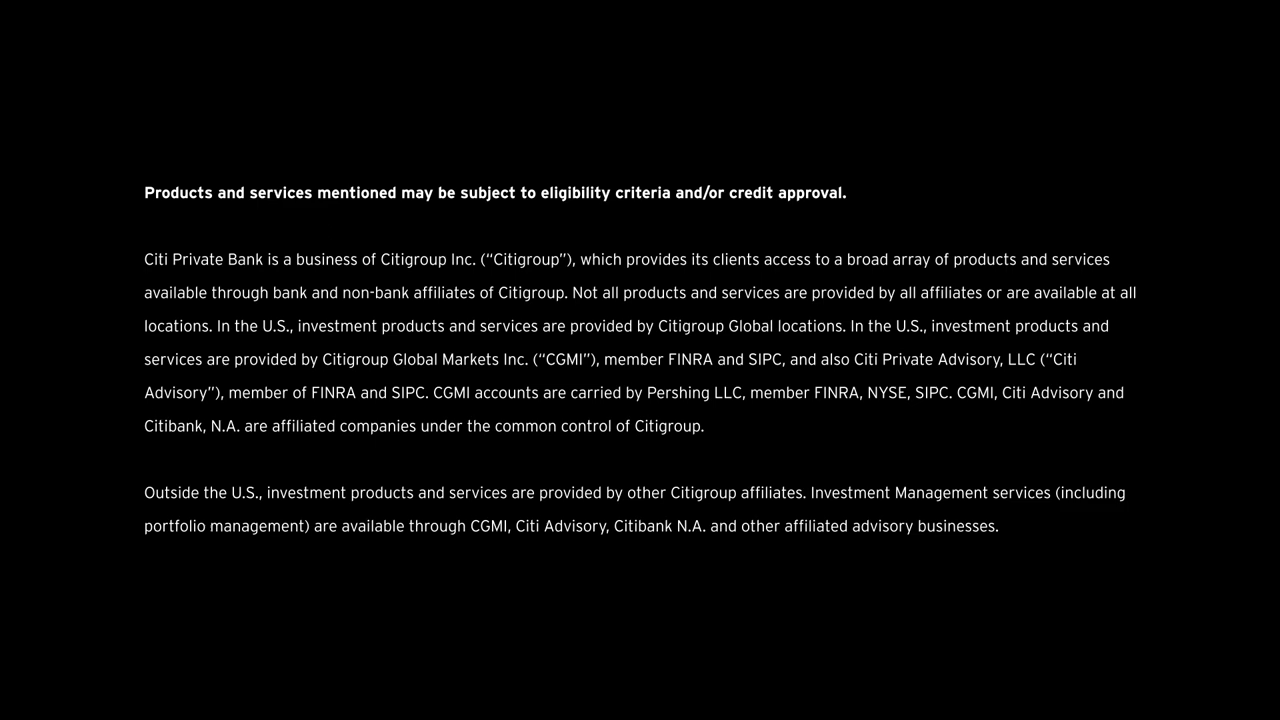 Products and services mentioned may be subject to eligibility criteria and/or credit approval.
Citi Private Bank is a business of Citigroup Inc. (“Citigroup”), which provides its clients access to a broad array of products and services
available through bank and non-bank affiliates of Citigroup. Not all products and services are provided by all affiliates or are available at all
locations. In the U.S., investment products and services are provided by Citigroup Global locations. In the U.S., investment products and
services are provided by Citigroup Global Markets Inc. (“CGMI”), member FINRA and SIPC, and also Citi Private Advisory, LLC (“Citi
Advisory”), member of FINRA and SIPC. CGMI accounts are carried by Pershing LLC, member FINRA, NYSE, SIPC. CGMI, Citi Advisory and
Citibank, N.A. are affiliated companies under the common control of Citigroup.
Outside the U.S., investment products and services are provided by other Citigroup affiliates. Investment Management services (including
portfolio management) are available through CGMI, Citi Advisory, Citibank N.A. and other affiliated advisory businesses.